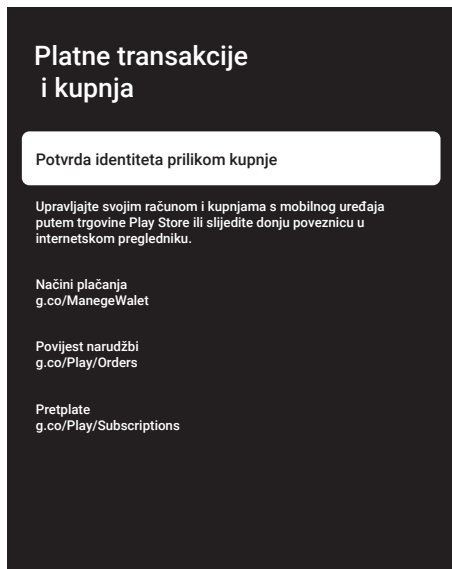 Platne transakcije
i kupnja
Potvrda identiteta prilikom kupnje
Upravljajte svojim računom i kupnjama s mobilnog uređaja
putem trgovine Play Store ili slijedite donju poveznicu u
internetskom pregledniku.
Načini plačanja
g.co/ManegeWalet
Povijest narudžbi
g.co/Play/Orders
Pretplate
g.co/Play/Subscriptions